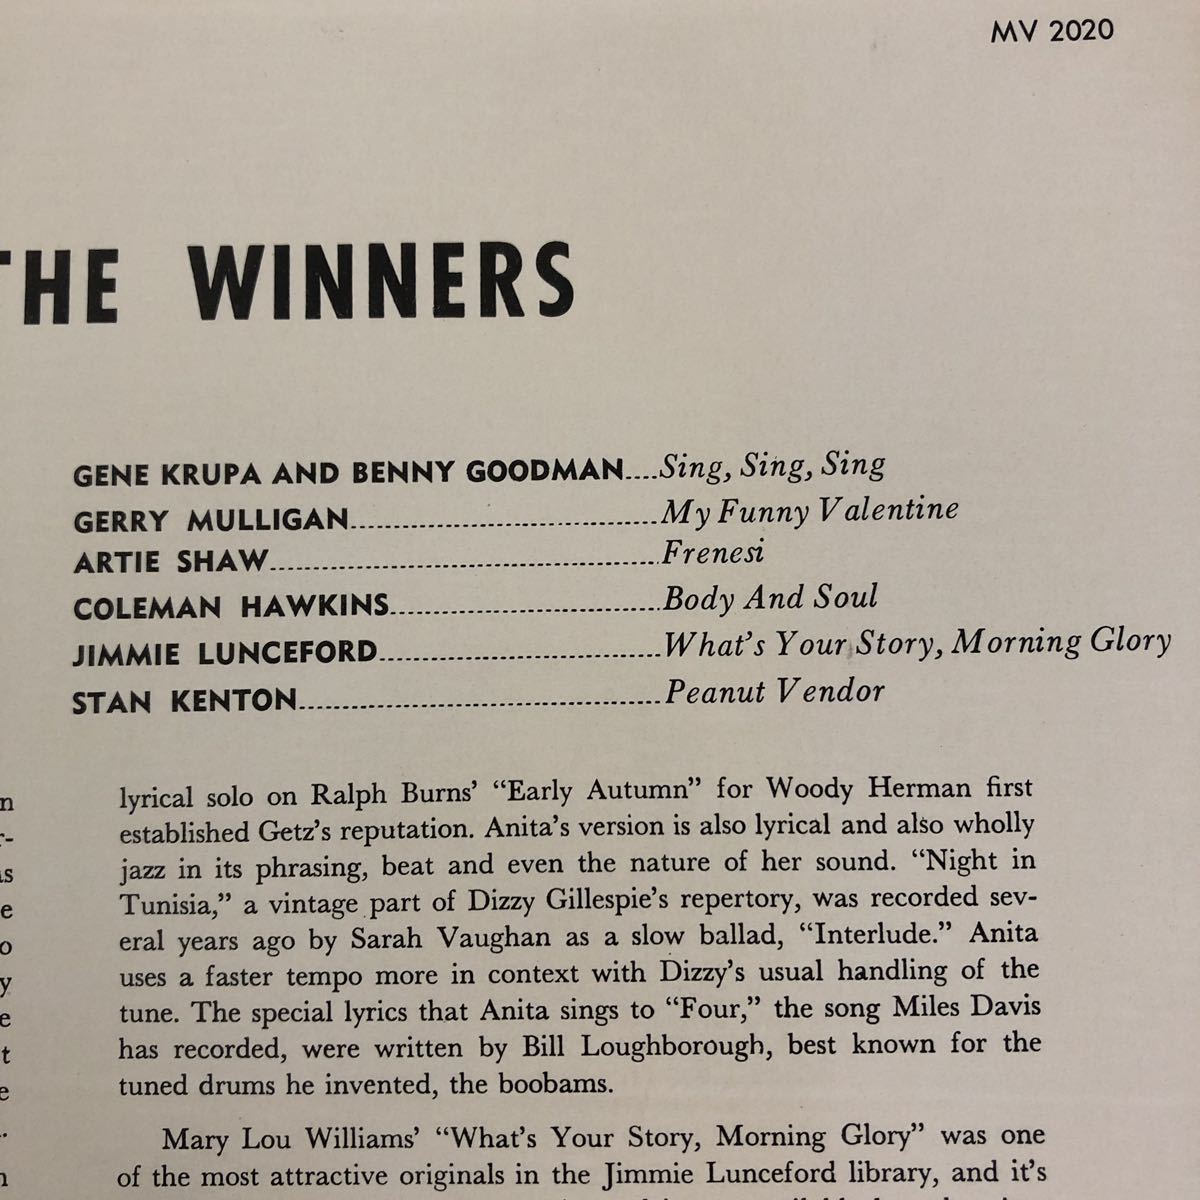 MV 2020
THE WINNERS
GENE KRUPA AND BENNY GOODMAN....Sing, Sing, Sing
GERRY MULLIGAN......................................My Funny Valentine
ARTIE SHAW................................................Frenesi
COLEMAN HAWKINS.................................Body And Soul
JIMMIE LUNCEFORD..................................What's Your Story, Morning Glory
STAN KENTON............................................Peanut Vendor
lyrical solo on Ralph Burns' “Early Autumn” for Woody Herman first
established Getz's reputation. Anita's version is also lyrical and also wholly
jazz in its phrasing, beat and even the nature of her sound. “Night in
Tunisia,” a vintage part of Dizzy Gillespie's repertory, was recorded sev-
eral years ago by Sarah Vaughan as a slow ballad, “Interlude.” Anita
uses a faster tempo more in context with Dizzy's usual handling of the
tune. The special lyrics that Anita sings to “Four,” the song Miles Davis
has recorded, were written by Bill Loughborough, best known for the
tuned drums he invented, the boobams.
Mary Lou Williams' “What's Your Story, Morning Glory” was one
of the most attractive originals in the Jimmie Lunceford library, and it's